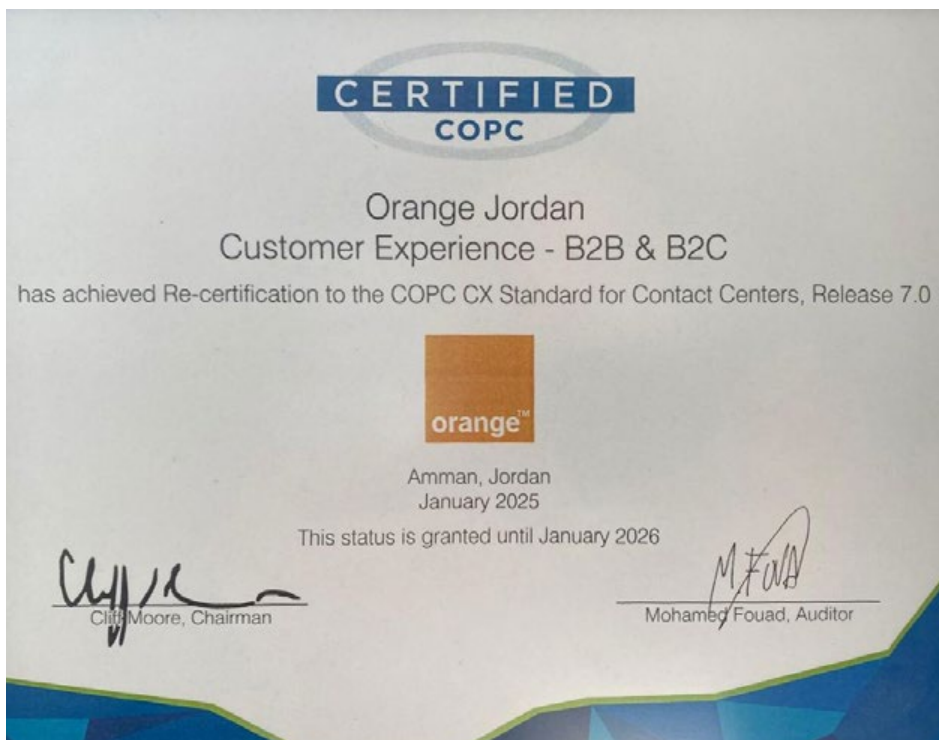 CERTIFIED
COPC
Orange Jordan
Customer Experience - B2B & B2C
has achieved Re-certification to the COPC CX Standard for Contact Centers, Release 7.0
orange™
Amman, Jordan
January 2025
This status is granted until January 2026
M Fouad
Cliff Moore, Chairman
Mohamed Fouad, Auditor